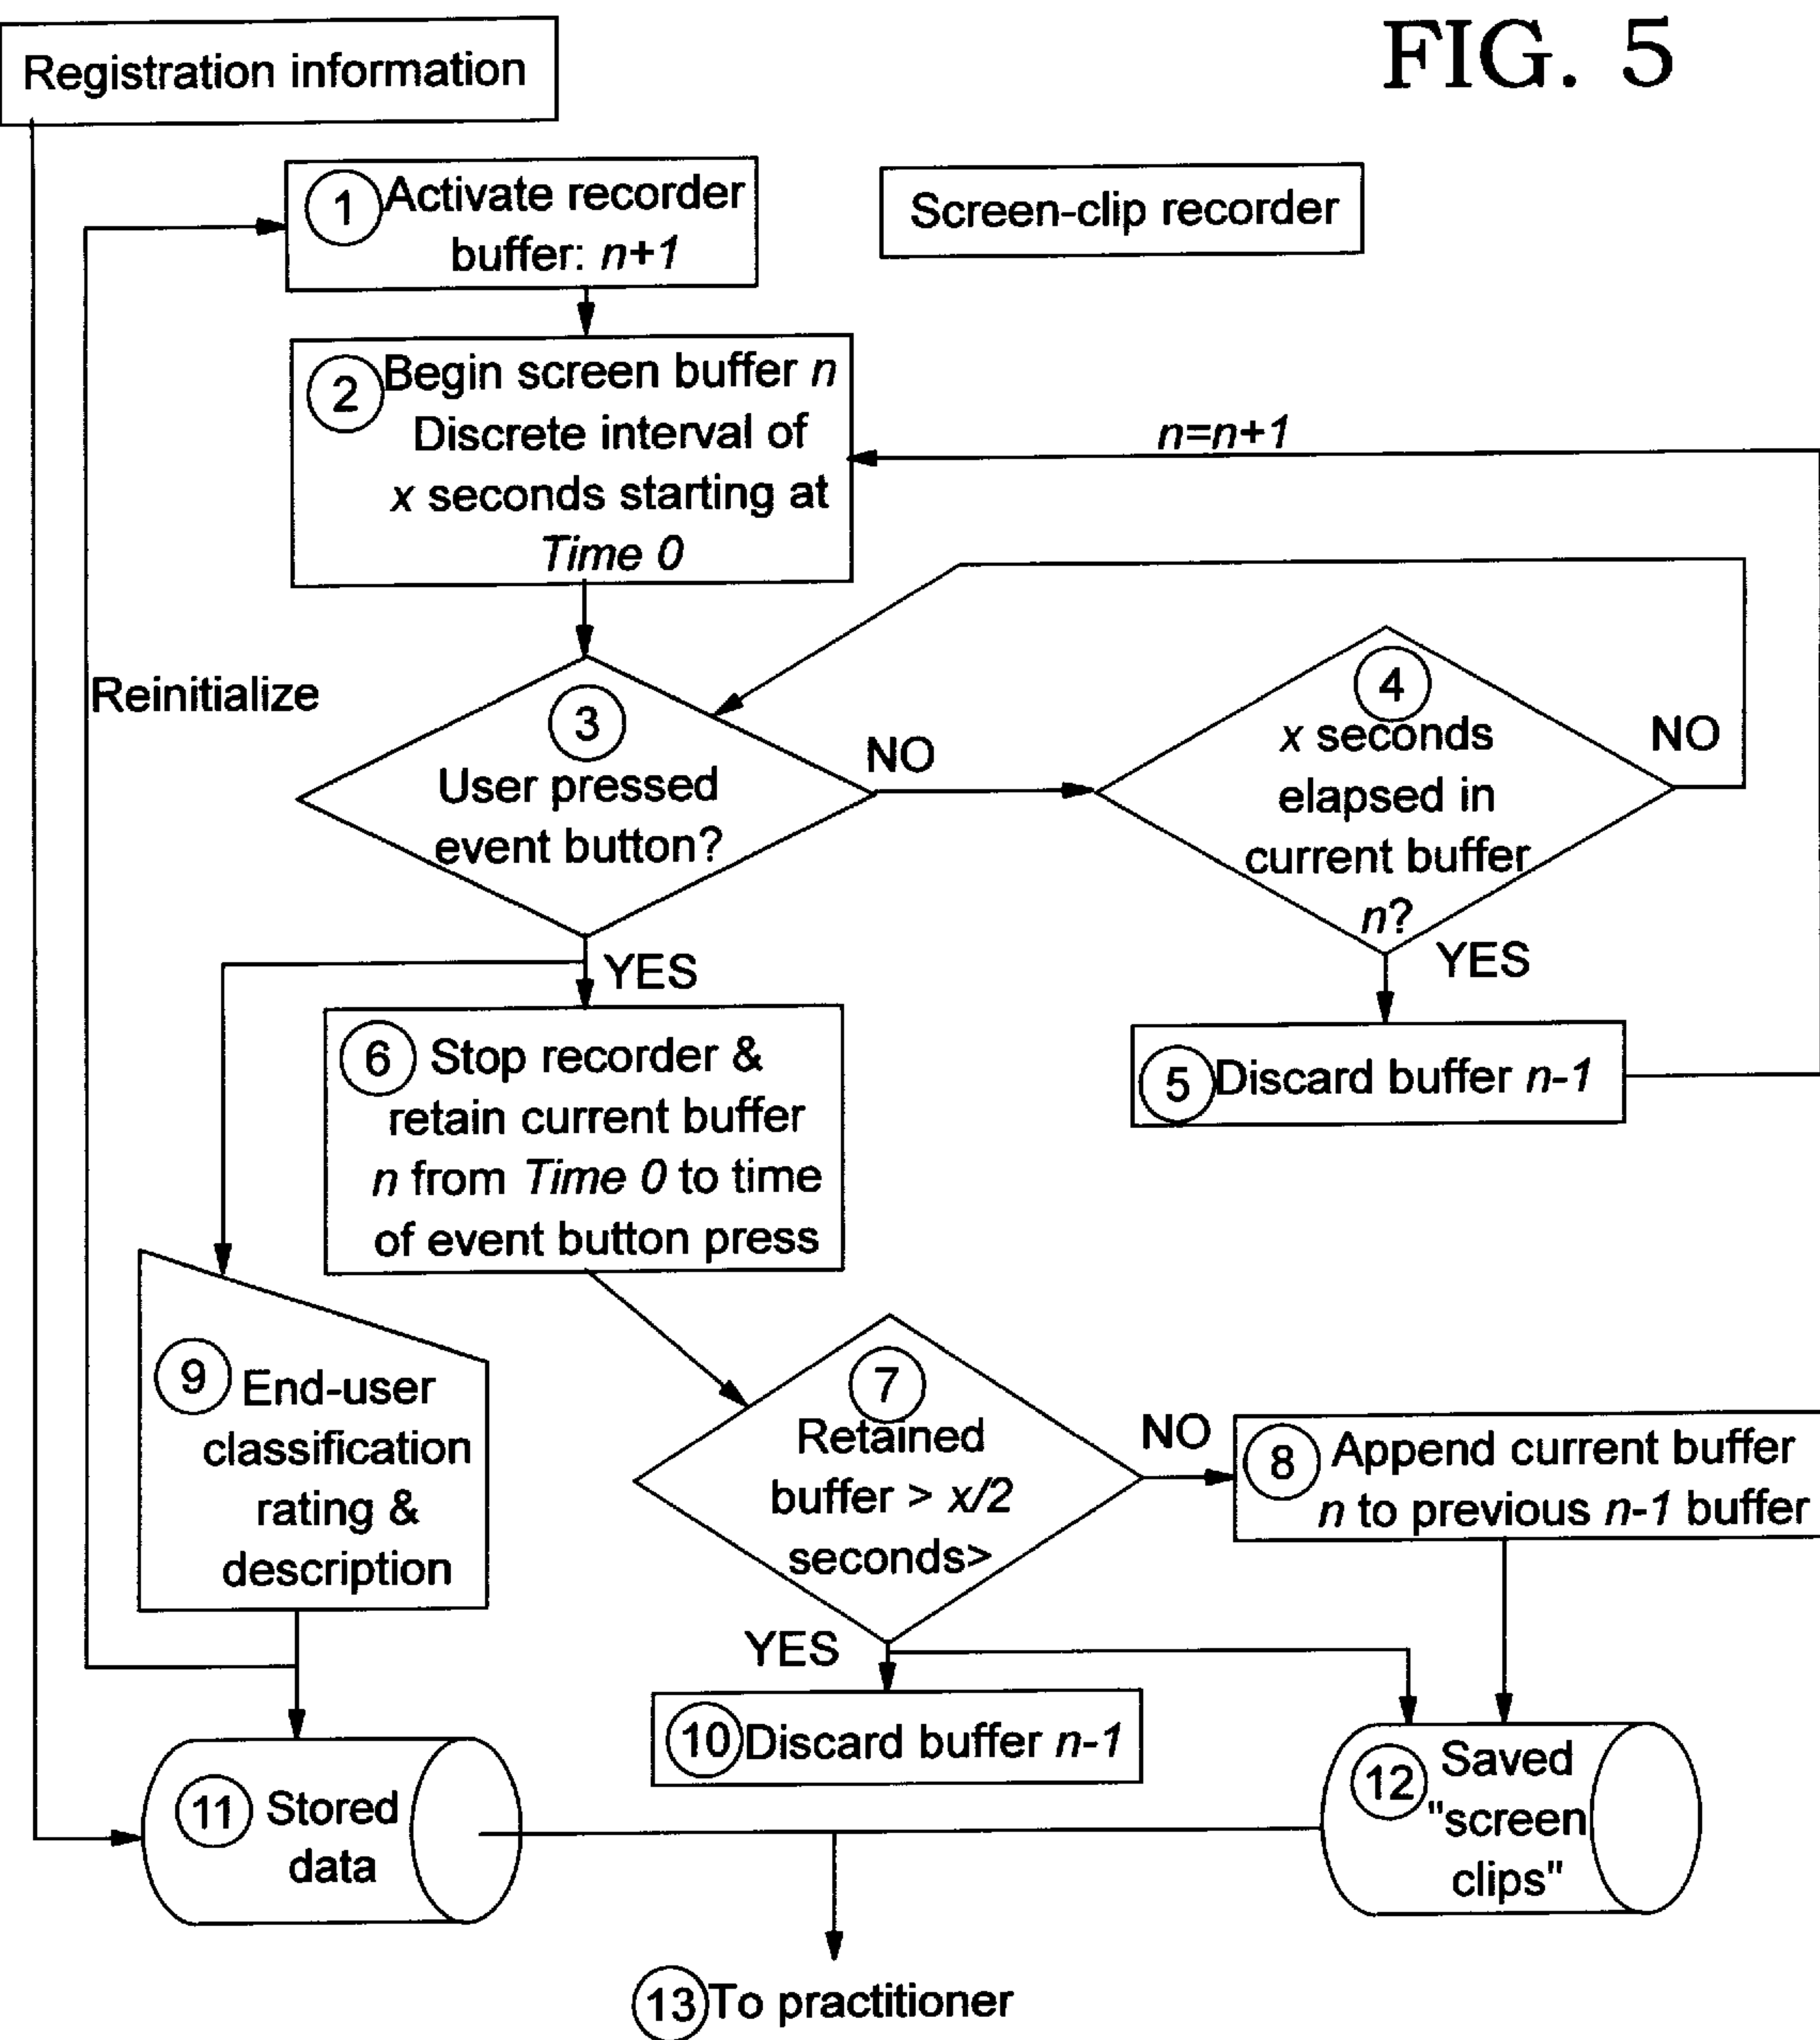 FIG. 5
Registration information
1 Activate recorder
buffer: n+1
Screen-clip recorder
2 Begin screen buffer n
Discrete interval of
x seconds starting at
Time 0
n=n+1
Reinitialize
3
User pressed
event button?
NO
4
x seconds
elapsed in
current buffer
n?
NO
YES
YES
5 Discard buffer n-1
6 Stop recorder &
retain current buffer
n from Time 0 to time
of event button press
7
Retained
buffer > x/2
seconds>
NO
8 Append current buffer
n to previous n-1 buffer
9 End-user
classification
rating &
description
YES
10 Discard buffer n-1
11 Stored
data
12 Saved
"screen
clips"
13 To practitioner